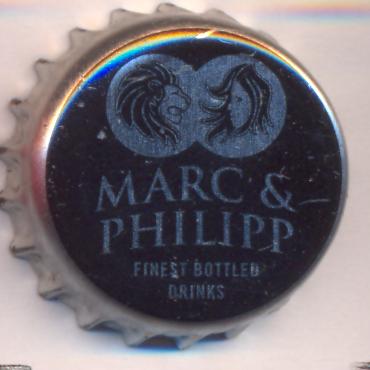 MARC &
PHILIPP
FINEST BOTTLED
DRINKS